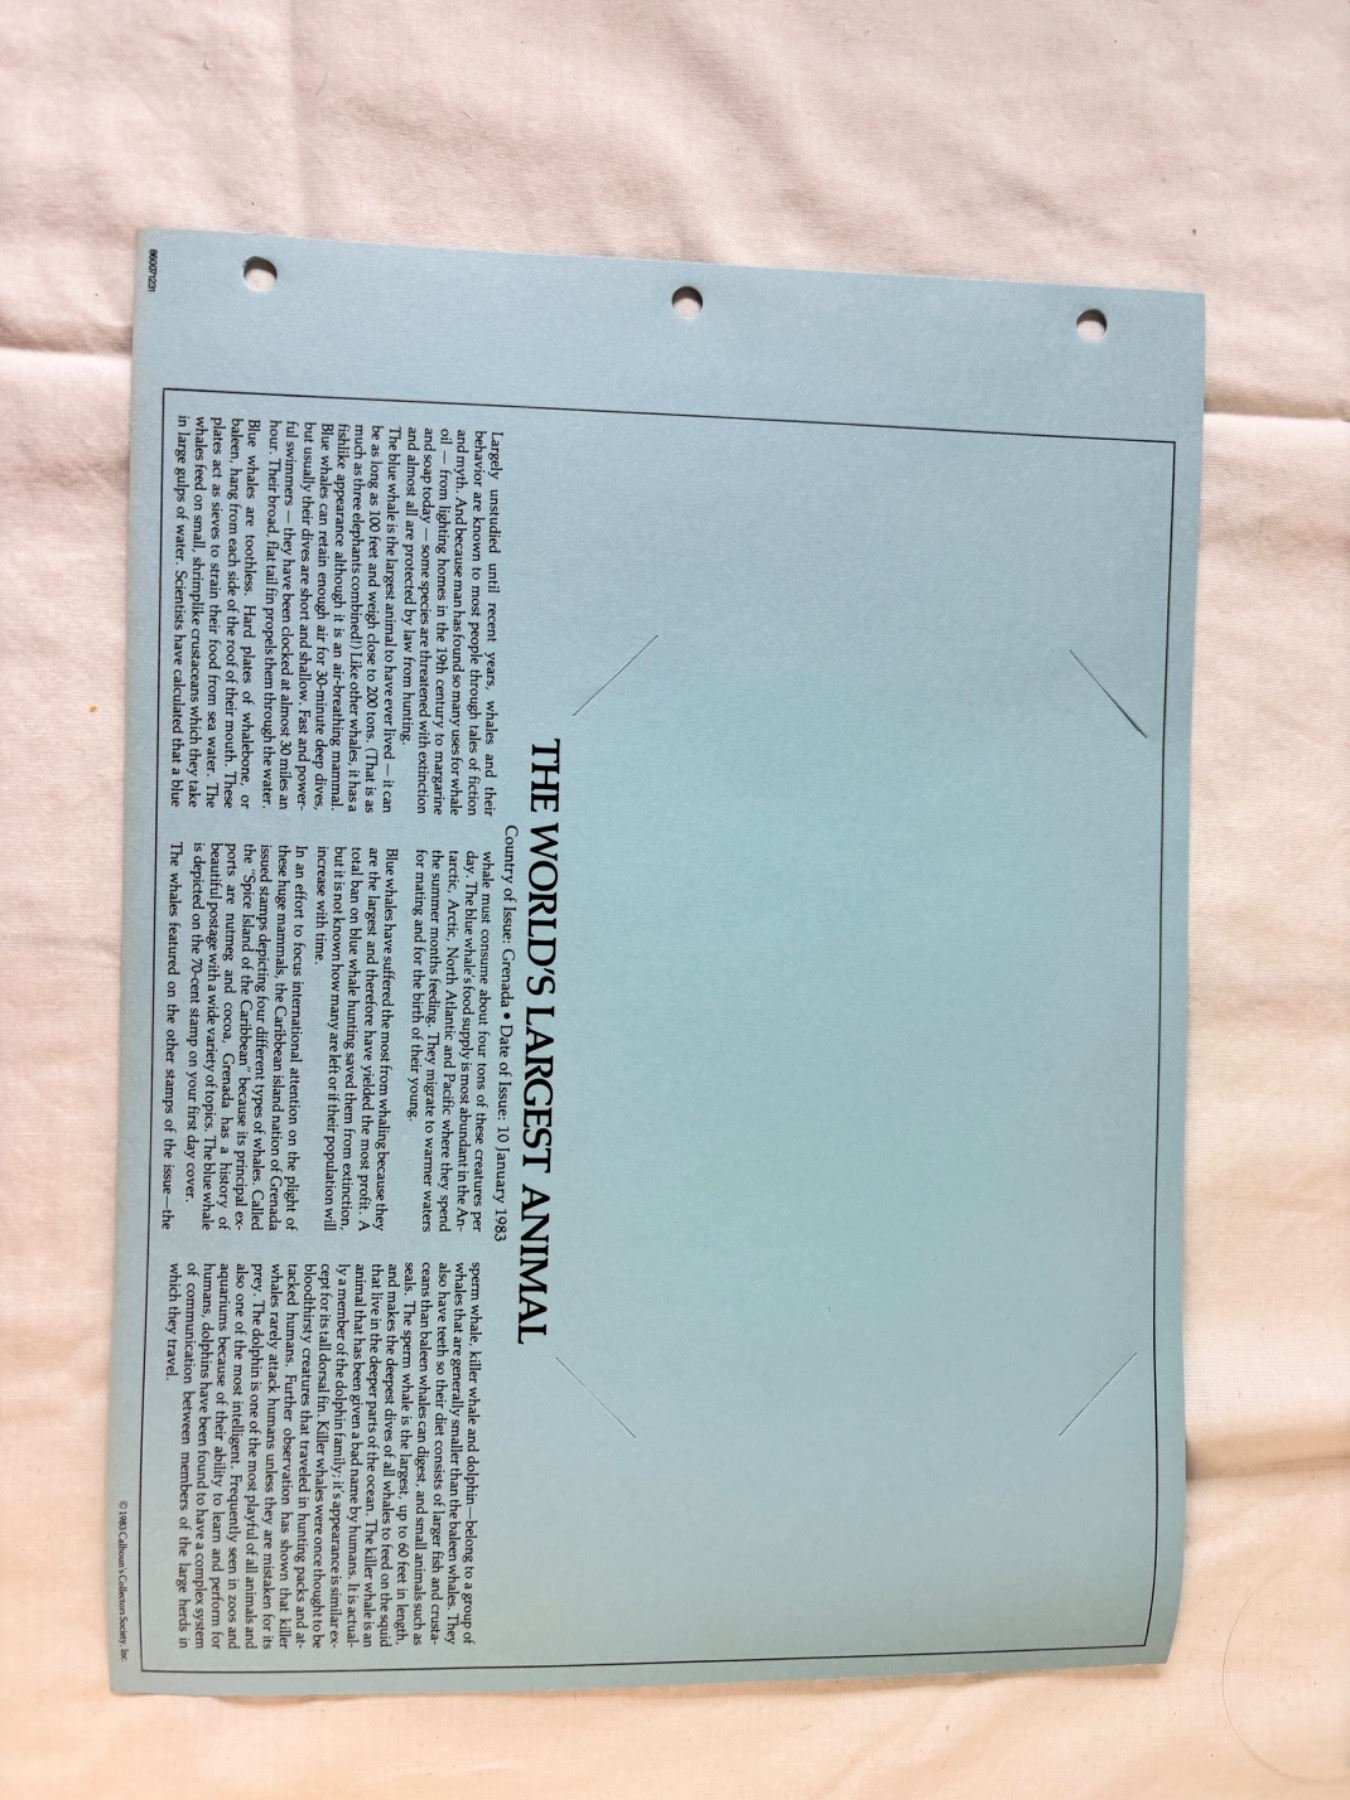 THE WORLD'S LARGEST ANIMAL
Country of Issue: Grenada • Date of Issue: 10 January 1983
Largely unstudied until recent years, whales and their
behavior are known to most people through tales of fiction
and myth. And because man has found so many uses for whale
oil — from lighting homes in the 19th century to margarine
and soap today — some species are threatened with extinction
and almost all are protected by law from hunting.
The blue whale is the largest animal to have ever lived — it can
be as long as 100 feet and weigh close to 200 tons. (That is as
much as three elephants combined!) Like other whales, it has a
fishlike appearance although it is an air-breathing mammal.
Blue whales can retain enough air for 30-minute deep dives,
but usually their dives are short and shallow. Fast and power-
ful swimmers — they have been clocked at almost 30 miles an
hour. Their broad, flat tail fin propels them through the water.
Blue whales are toothless. Hard plates of whalebone, or
baleen, hang from each side of the roof of their mouth. These
plates act as sieves to strain their food from sea water. The
whales feed on small, shrimplike crustaceans which they take
in large gulps of water. Scientists have calculated that a blue
whale must consume about four tons of these creatures per
day. The blue whale's food supply is most abundant in the An-
tarctic, Arctic, North Atlantic and Pacific where they spend
the summer months feeding. They migrate to warmer waters
for mating and for the birth of their young.
Blue whales have suffered the most from whaling because they
are the largest and therefore have yielded the most profit. A
total ban on blue whale hunting saved them from extinction,
but it is not known how many are left or if their population will
increase with time.
In an effort to focus international attention on the plight of
these huge mammals, the Caribbean island nation of Grenada
issued stamps depicting four different types of whales. Called
the "Spice Island of the Caribbean" because its principal ex-
ports are nutmeg and cocoa, Grenada has a history of
beautiful postage with a wide variety of topics. The blue whale
is depicted on the 70-cent stamp on your first day cover.
The whales featured on the other stamps of the issue—the
sperm whale, killer whale and dolphin—belong to a group of
whales that are generally smaller than the baleen whales. They
also have teeth so their diet consists of larger fish and crusta-
ceans than baleen whales can digest, and small animals such as
seals. The sperm whale is the largest, up to 60 feet in length,
and makes the deepest dives of all whales to feed on the squid
that live in the deeper parts of the ocean. The killer whale is an
animal that has been given a bad name by humans. It is actual-
ly a member of the dolphin family; it's appearance is similar ex-
cept for its tall dorsal fin. Killer whales were once thought to be
bloodthirsty creatures that traveled in hunting packs and at-
tacked humans. Further observation has shown that killer
whales rarely attack humans unless they are mistaken for its
prey. The dolphin is one of the most playful of all animals and
also one of the most intelligent. Frequently seen in zoos and
aquariums because of their ability to learn and perform for
humans, dolphins have been found to have a complex system
of communication between members of the large herds in
which they travel.
© 1983 Calhoun's Collectors Society, Inc.